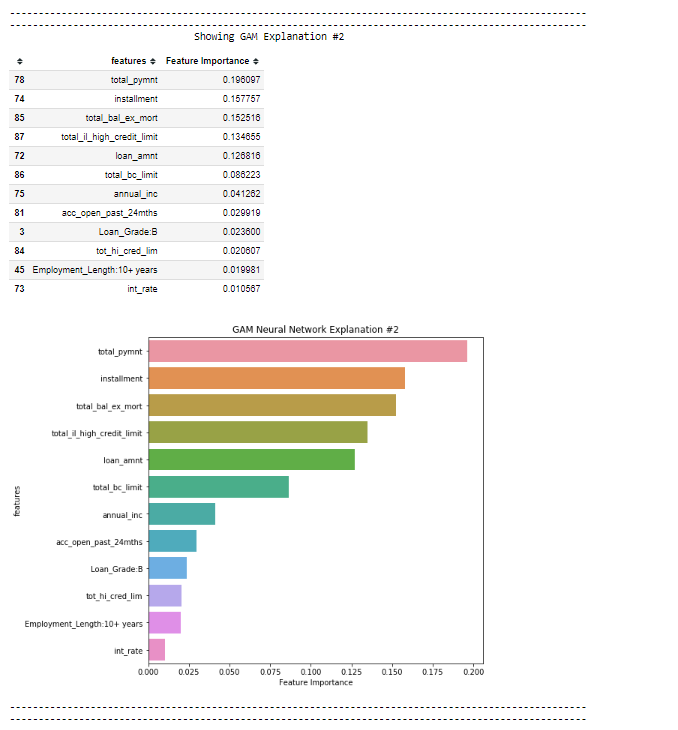 Showing GAM Explanation #2
features Feature Importance
78 total_pymnt 0.196097
74 installment 0.157757
85 total_bal_ex_mort 0.152516
87 total_il_high_credit_limit 0.134655
72 loan_amnt 0.126816
86 total_bc_limit 0.086223
75 annual_inc 0.041262
81 acc_open_past_24mths 0.029919
3 Loan_Grade:B 0.023600
84 tot_hi_cred_lim 0.020607
45 Employment_Length:10+ years 0.019981
73 int_rate 0.010567
GAM Neural Network Explanation #2
total_pymnt
installment
total_bal_ex_mort
total_il_high_credit_limit
loan_amnt
total_bc_limit
features
annual_inc
acc_open_past_24mths
Loan_Grade:B
tot_hi_cred_lim
Employment_Length:10+ years
int_rate
0.000 0.025 0.050 0.075 0.100 0.125 0.150 0.175 0.200
Feature Importance